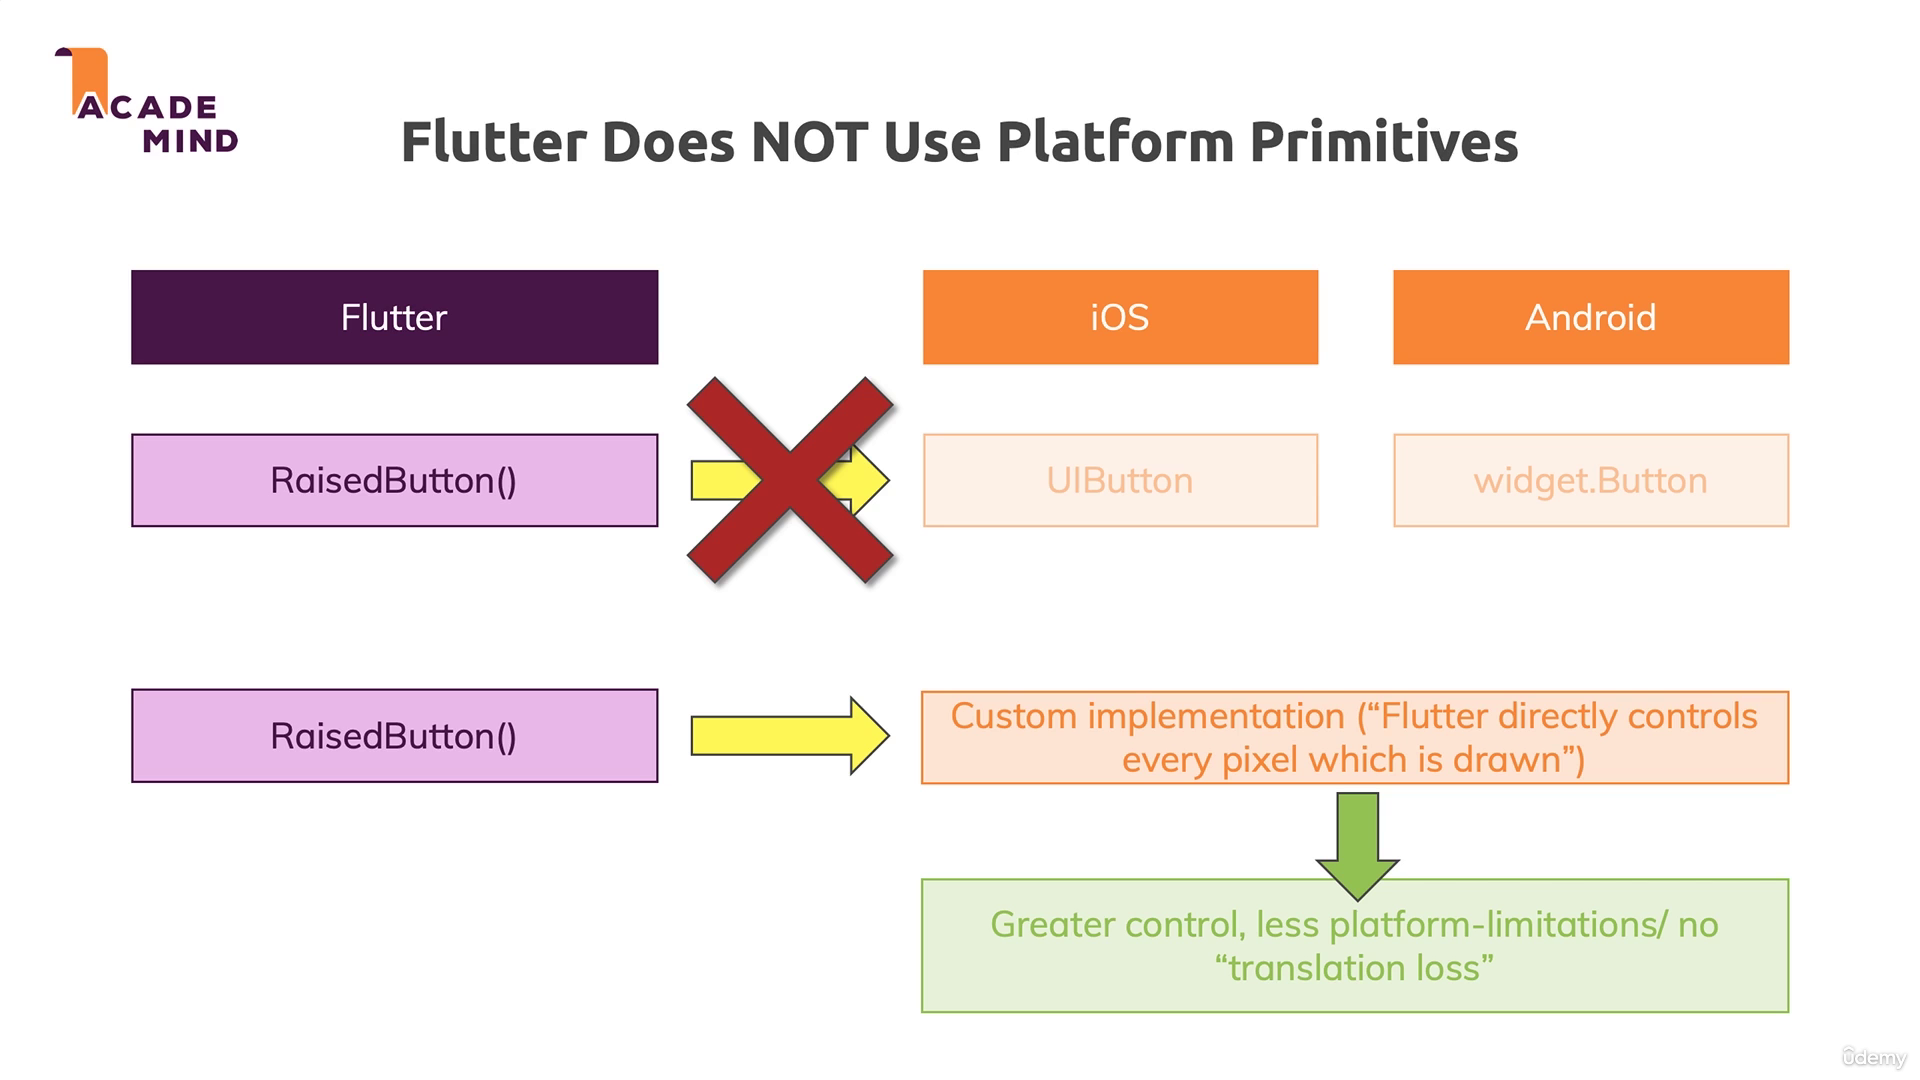 ACADE
MIND
Flutter Does NOT Use Platform Primitives
Flutter
iOS
Android
RaisedButton()
UIButton
widget.Button
RaisedButton()
Custom implementation (“Flutter directly controls
every pixel which is drawn”)
Greater control, less platform-limitations/ no
“translation loss”
ûdemy